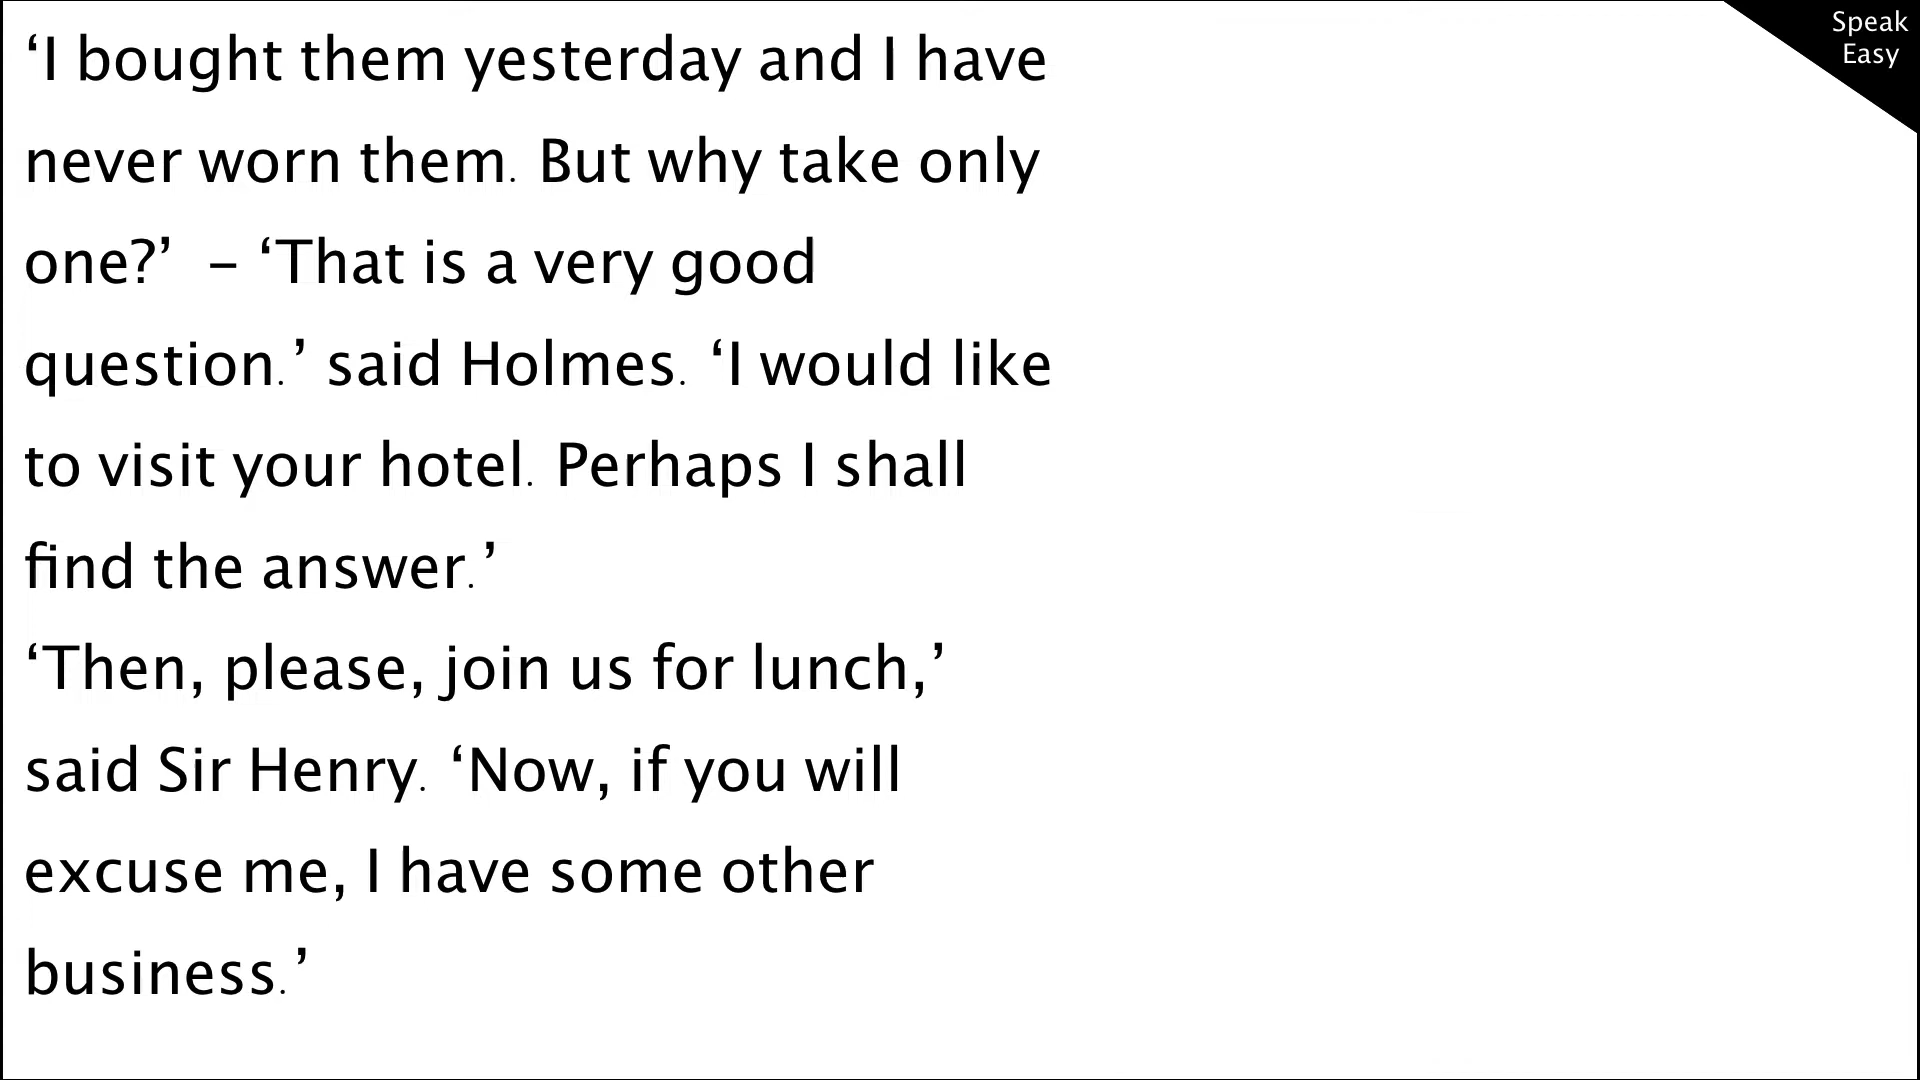 ‘I bought them yesterday and I have
never worn them. But why take only
one?’  – ‘That is a very good
question.’ said Holmes. ‘I would like
to visit your hotel. Perhaps I shall
find the answer.’
‘Then, please, join us for lunch,’
said Sir Henry. ‘Now, if you will
excuse me, I have some other
business.’
Speak
Easy